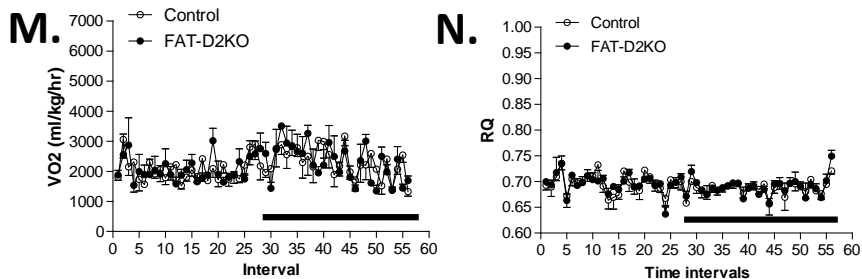 M.
Control
FAT-D2KO
VO2 (ml/kg/hr)
7000
6000
5000
4000
3000
2000
1000
0
0 5 10 15 20 25 30 35 40 45 50 55 60
Interval
N.
Control
FAT-D2KO
RQ
1.00
0.95
0.90
0.85
0.80
0.75
0.70
0.65
0.60
0 5 10 15 20 25 30 35 40 45 50 55 60
Time intervals